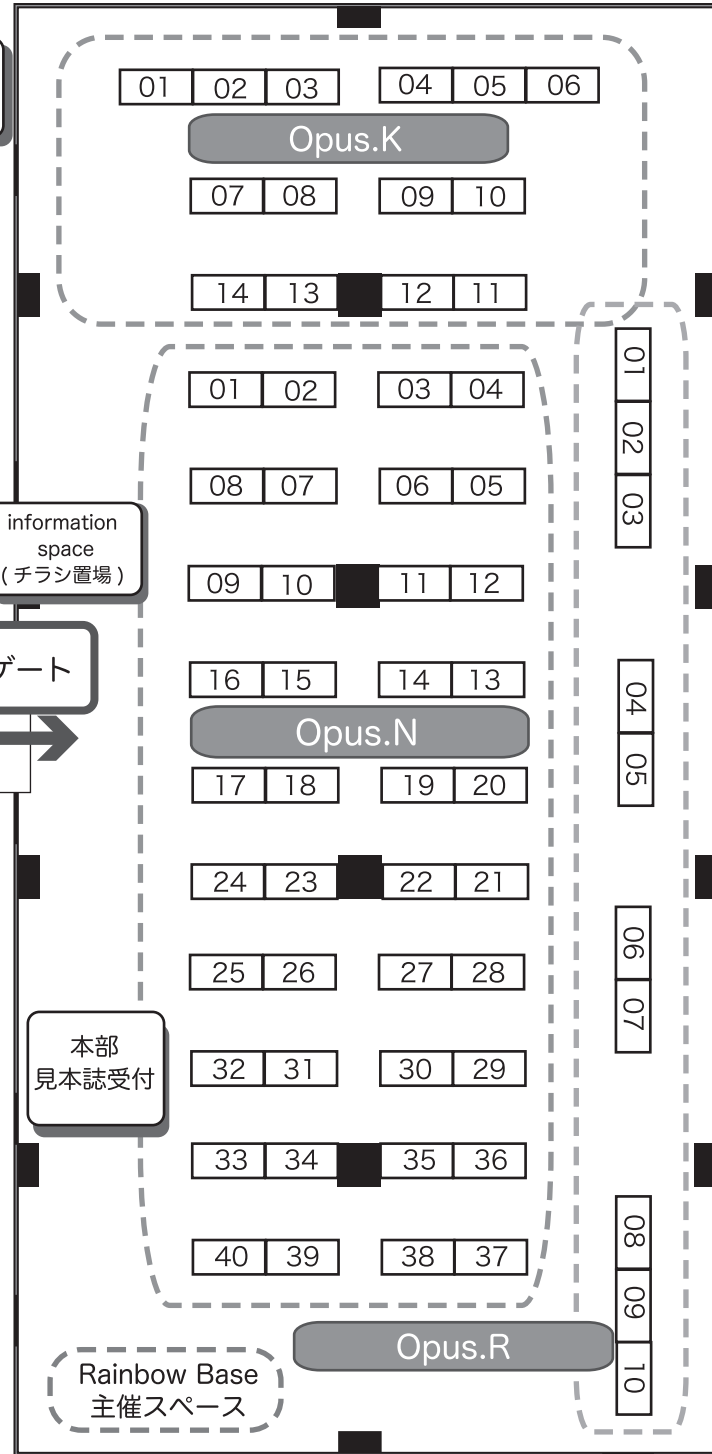 01 02 03 04 05 06
Opus.K
07 08 09 10
14 13 12 11
01 02 03 04
01
02
03
08 07 06 05
information
space
(チラシ置場)
09 10 11 12
ゲート
16 15 14 13
04
05
Opus.N
17 18 19 20
24 23 22 21
06
07
25 26 27 28
本部
見本誌受付
32 31 30 29
33 34 35 36
08
09
10
40 39 38 37
Opus.R
Rainbow Base
主催スペース